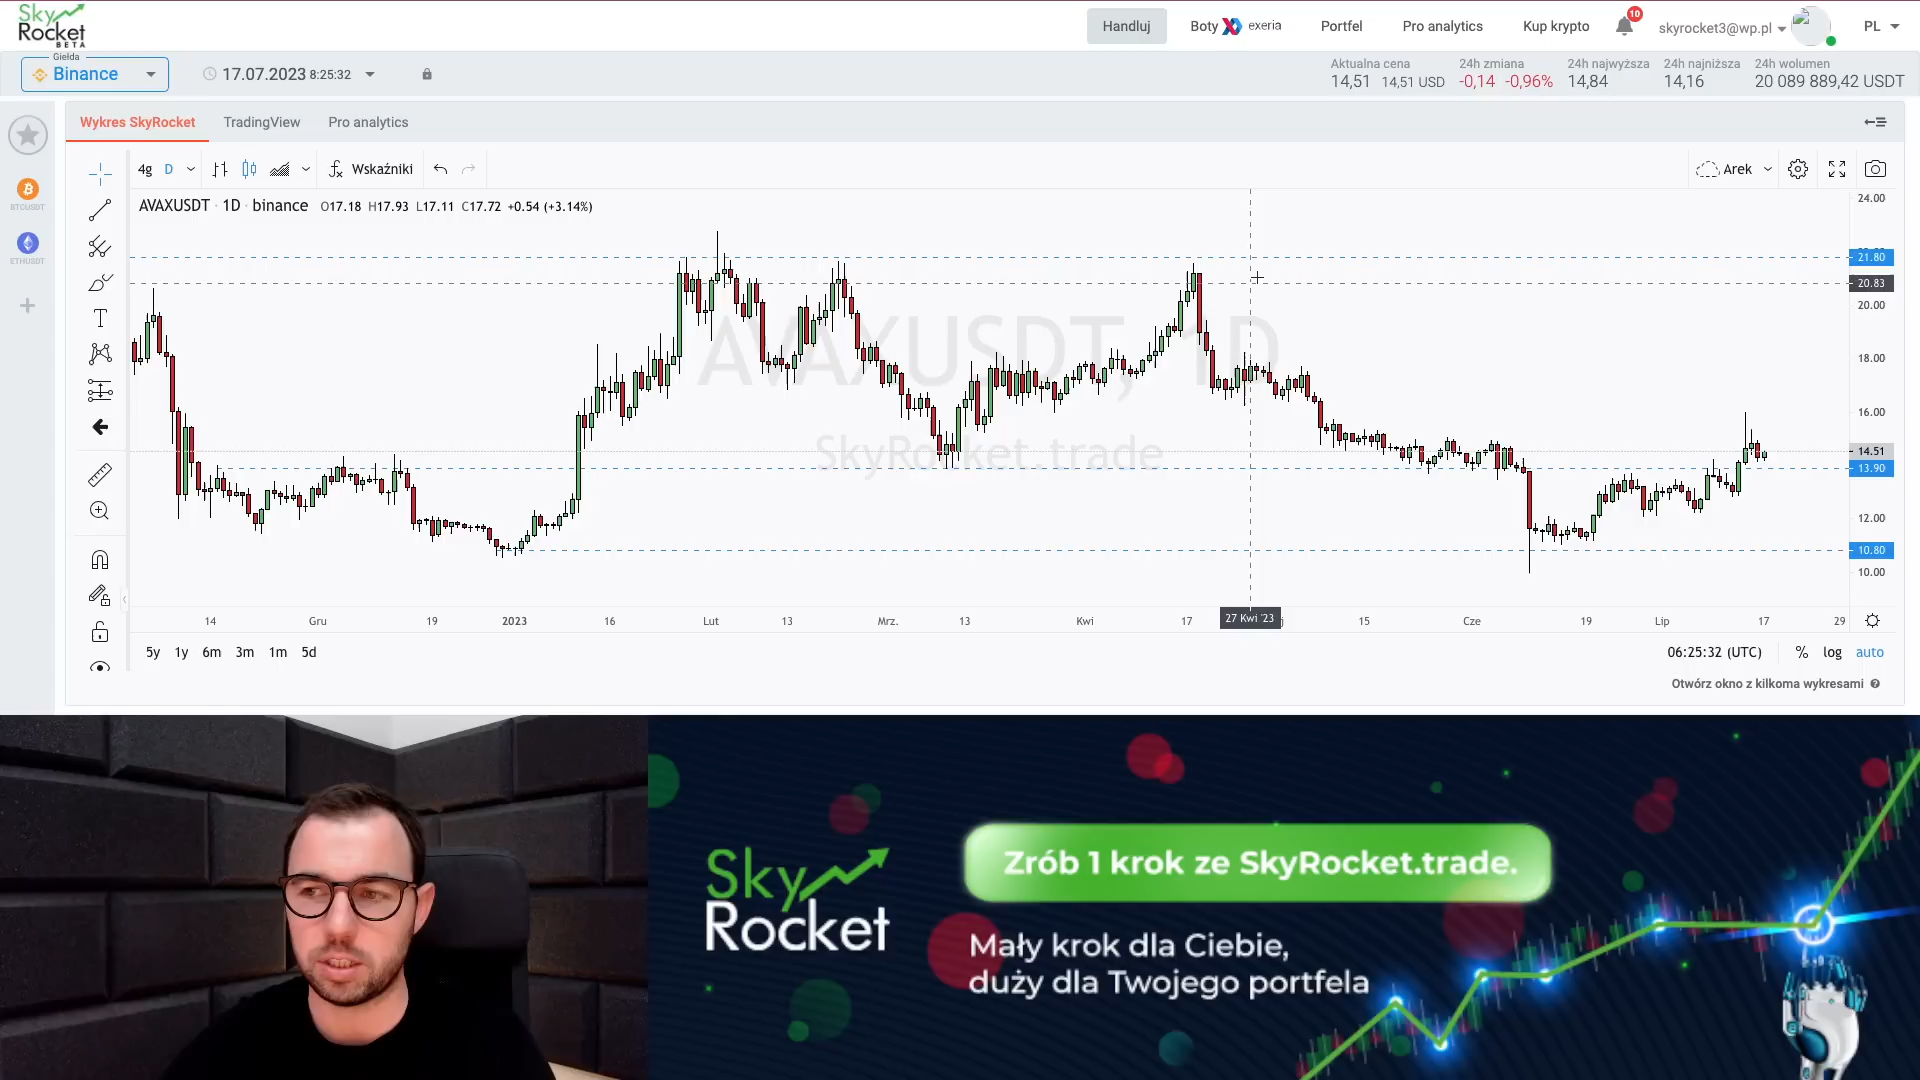 Sky
Rocket
BETA
Handluj
Boty exeria
Portfel
Pro analytics
Kup krypto
10
skyrocket3@wp.pl
PL
Giełda
Binance
17.07.2023 8:25:32
Aktualna cena
14,51 14,51 USD
24h zmiana
-0,14 -0,96%
24h najwyższa
14,84
24h najniższa
14,16
24h wolumen
20 089 889,42 USDT
Wykres SkyRocket
TradingView
Pro analytics
BTCUSDT
ETHUSDT
4g D
Wskaźniki
Arek
AVAXUSDT · 1D · binance O17.18 H17.93 L17.11 C17.72 +0.54 (+3.14%)
AVAXUSDT, 1D
SkyRocket trade
24.00
21.80
20.83
20.00
18.00
16.00
14.51
13.90
12.00
10.80
10.00
14 Gru 19 2023 16 Lut 13 Mrz. 13 Kwi 17 27 Kwi '23 15 Cze 19 Lip 17 29
5y 1y 6m 3m 1m 5d
06:25:32 (UTC) % log auto
Otwórz okno z kilkoma wykresami
Sky
Rocket
Zrób 1 krok ze SkyRocket.trade.
Mały krok dla Ciebie,
duży dla Twojego portfela